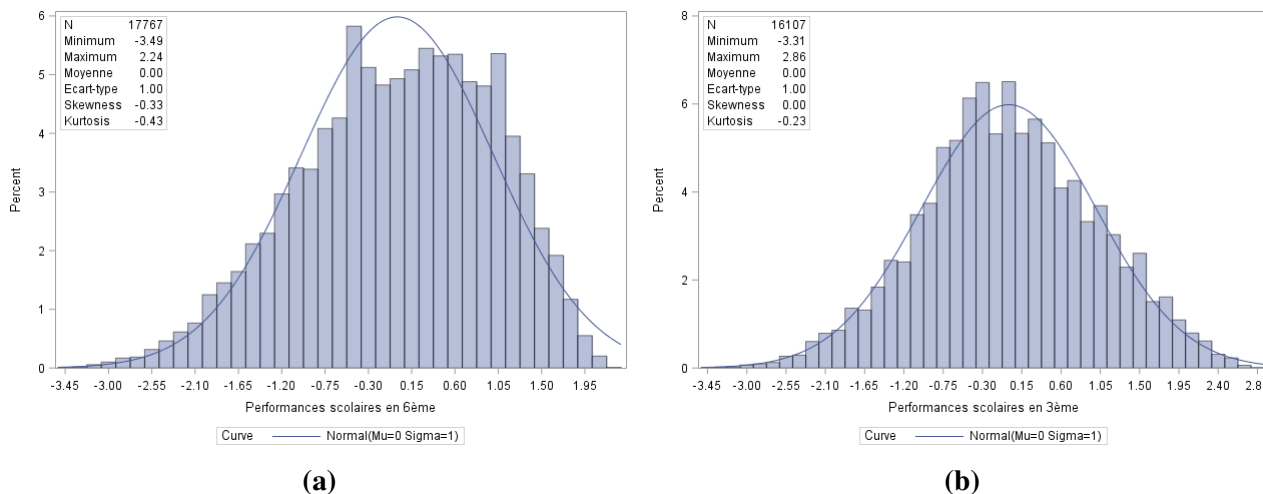 N 17767
Minimum -3.49
Maximum 2.24
Moyenne 0.00
Ecart-type 1.00
Skewness -0.33
Kurtosis -0.43
6
5
4
3
2
1
0
Percent
-3.45 -3.00 -2.55 -2.10 -1.65 -1.20 -0.75 -0.30 0.15 0.60 1.05 1.50 1.95
Performances scolaires en 6ème
Curve Normal(Mu=0 Sigma=1)
(a)
N 16107
Minimum -3.31
Maximum 2.86
Moyenne 0.00
Ecart-type 1.00
Skewness 0.00
Kurtosis -0.23
8
6
4
2
0
Percent
-3.45 -3.00 -2.55 -2.10 -1.65 -1.20 -0.75 -0.30 0.15 0.60 1.05 1.50 1.95 2.40 2.8
Performances scolaires en 3ème
Curve Normal(Mu=0 Sigma=1)
(b)